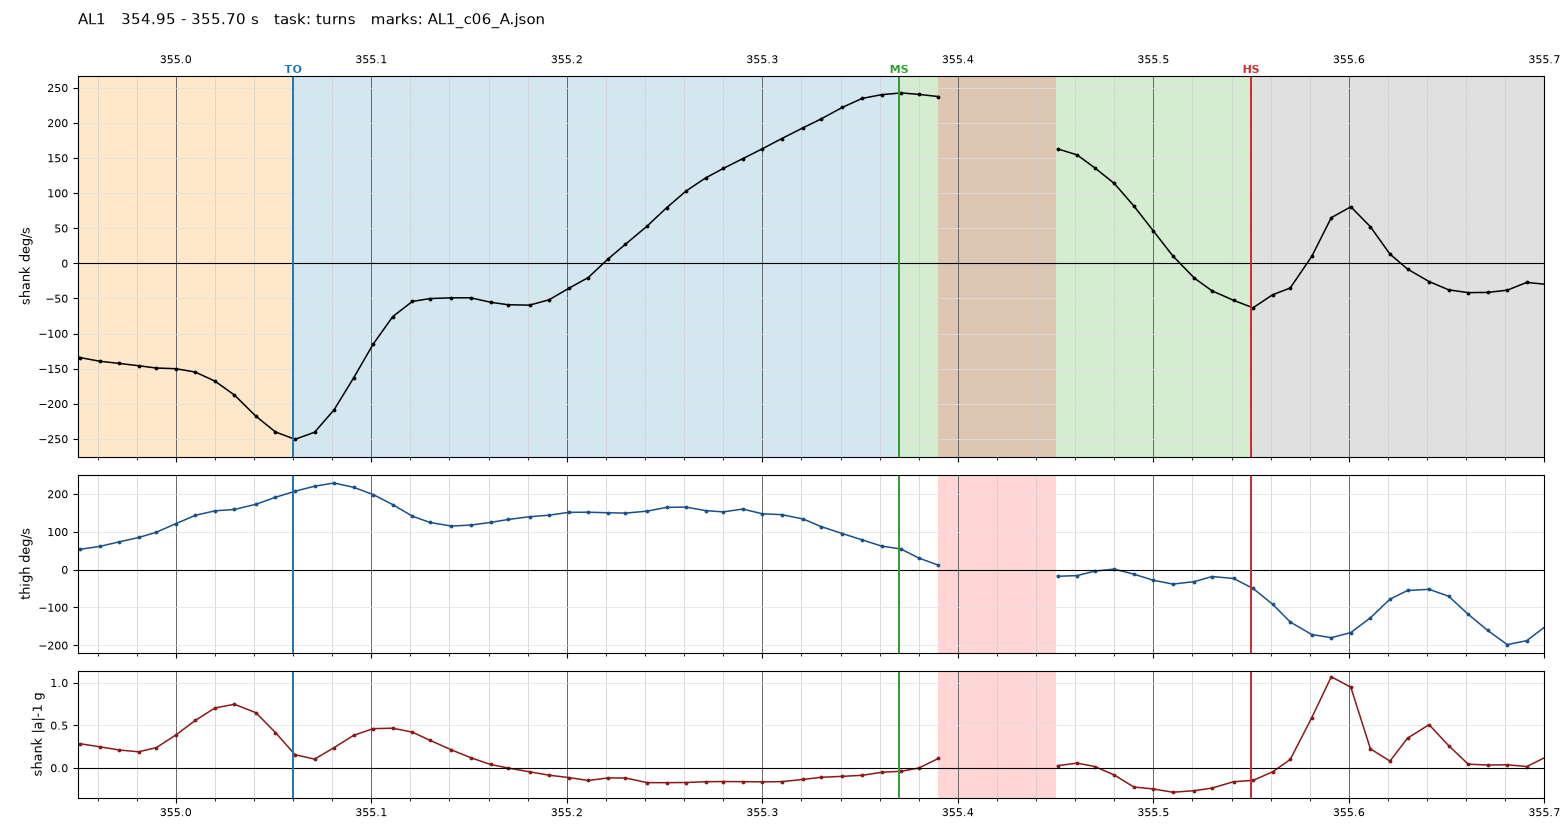 AL1   354.95 - 355.70 s   task: turns   marks: AL1_c06_A.json
355.0 355.1 355.2 355.3 355.4 355.5 355.6 355.7
TO MS HS
250
200
150
100
50
0
−50
−100
−150
−200
−250
shank deg/s
200
100
0
−100
−200
thigh deg/s
1.0
0.5
0.0
shank |a|-1 g
355.0 355.1 355.2 355.3 355.4 355.5 355.6 355.7